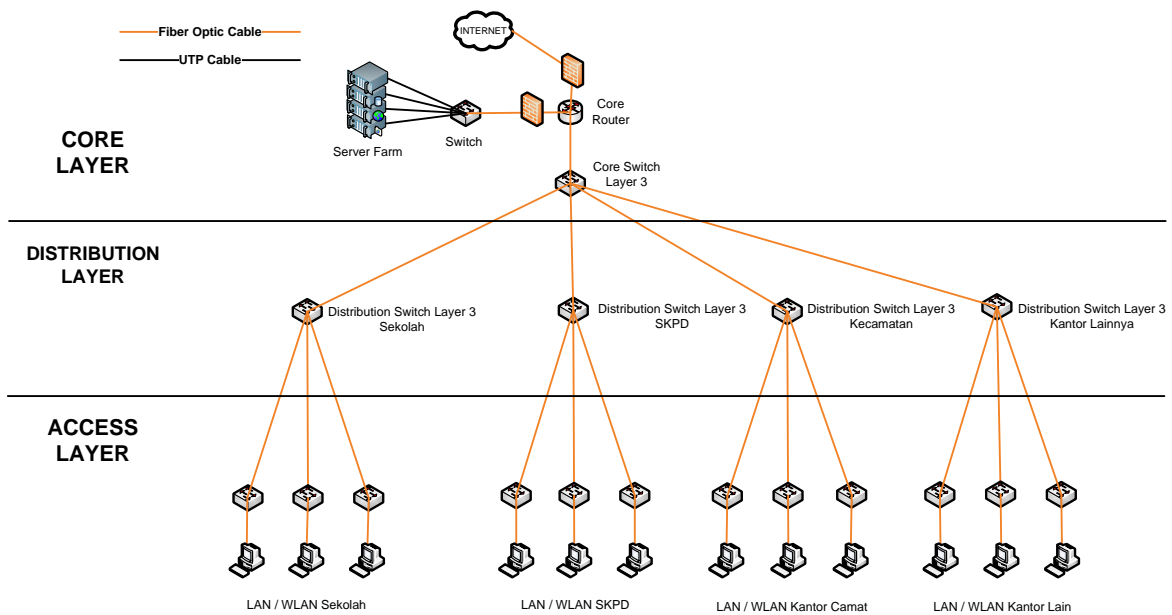 Fiber Optic Cable
UTP Cable
INTERNET
Core
Router
Server Farm
Switch
CORE
LAYER
Core Switch
Layer 3
DISTRIBUTION
LAYER
Distribution Switch Layer 3
Sekolah
Distribution Switch Layer 3
SKPD
Distribution Switch Layer 3
Kecamatan
Distribution Switch Layer 3
Kantor Lainnya
ACCESS
LAYER
LAN / WLAN Sekolah
LAN / WLAN SKPD
LAN / WLAN Kantor Camat
LAN / WLAN Kantor Lain